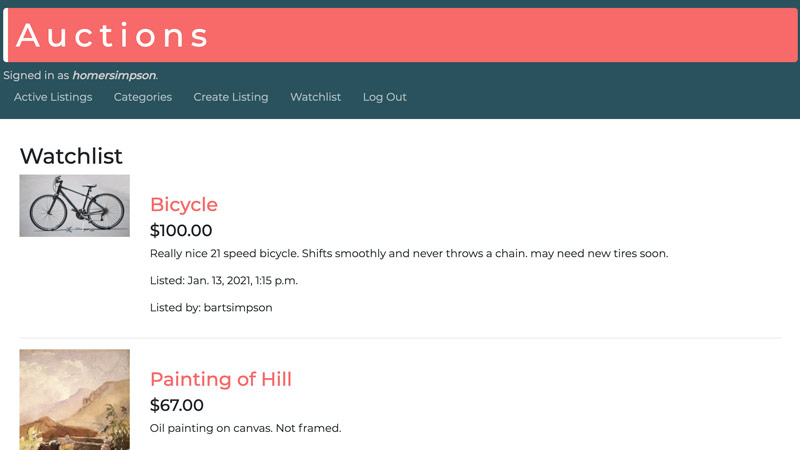 Auctions
Signed in as homersimpson.
Active Listings Categories Create Listing Watchlist Log Out
Watchlist
Bicycle
$100.00
Really nice 21 speed bicycle. Shifts smoothly and never throws a chain. may need new tires soon.
Listed: Jan. 13, 2021, 1:15 p.m.
Listed by: bartsimpson
Painting of Hill
$67.00
Oil painting on canvas. Not framed.